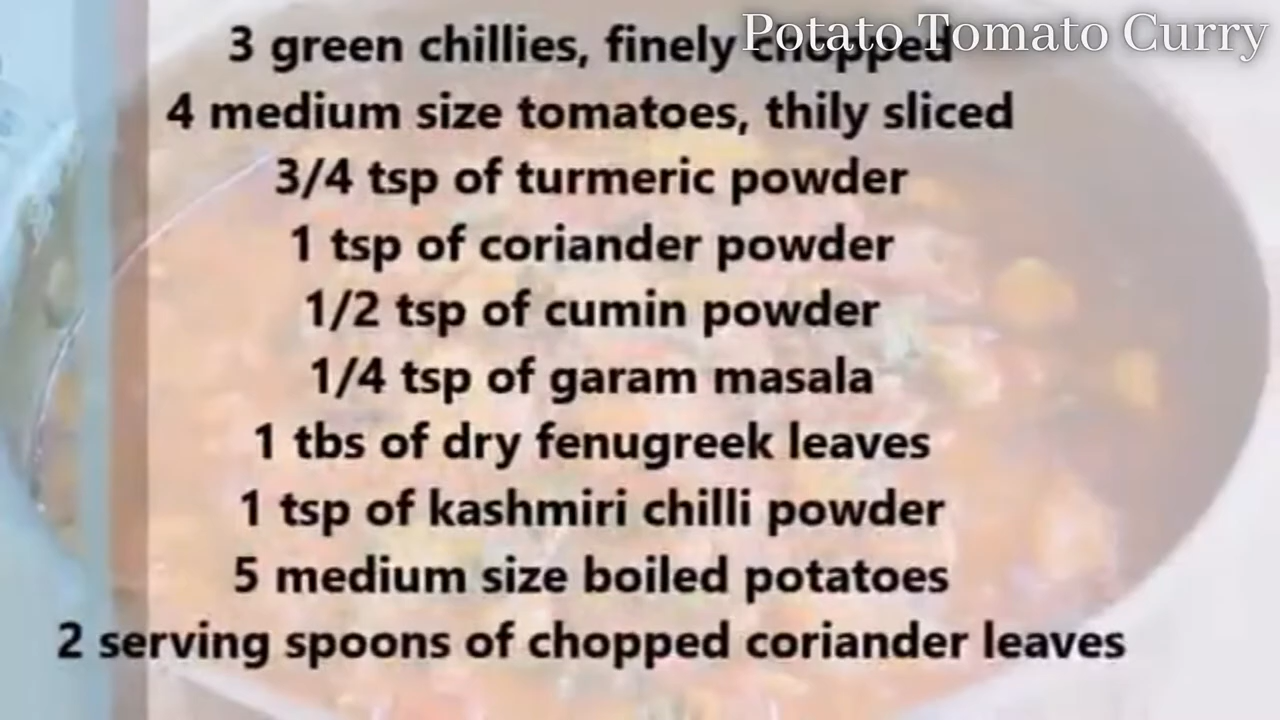 Potato Tomato Curry
3 green chillies, finely chopped
4 medium size tomatoes, thily sliced
3/4 tsp of turmeric powder
1 tsp of coriander powder
1/2 tsp of cumin powder
1/4 tsp of garam masala
1 tbs of dry fenugreek leaves
1 tsp of kashmiri chilli powder
5 medium size boiled potatoes
2 serving spoons of chopped coriander leaves